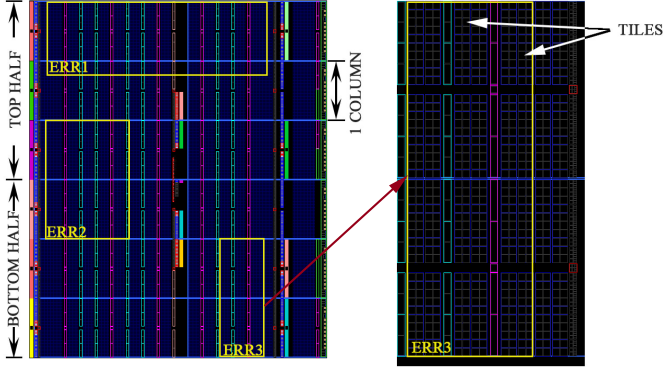 TOP HALF
BOTTOM HALF
ERR1
ERR2
ERR3
1 COLUMN
TILES
ERR3